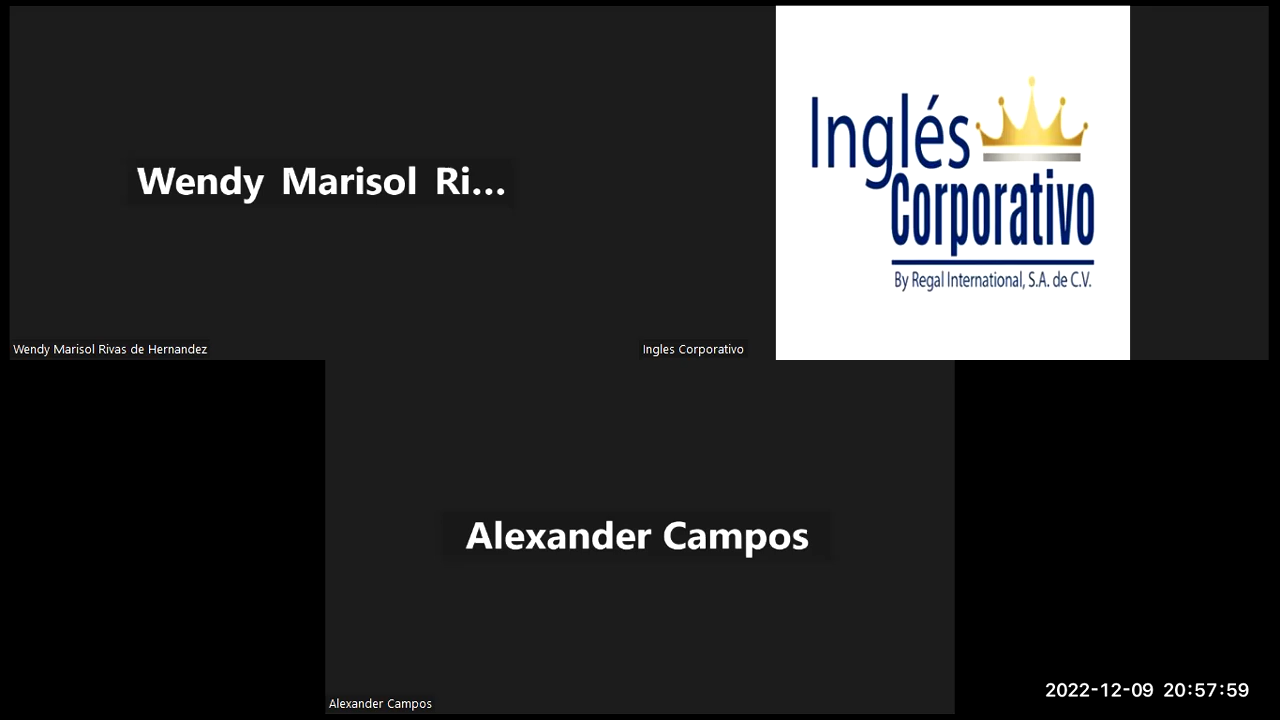 Wendy Marisol Ri...
Wendy Marisol Rivas de Hernandez
Inglés
Corporativo
By Regal International, S.A. de C.V.
Ingles Corporativo
Alexander Campos
Alexander Campos
2022-12-09 20:57:59